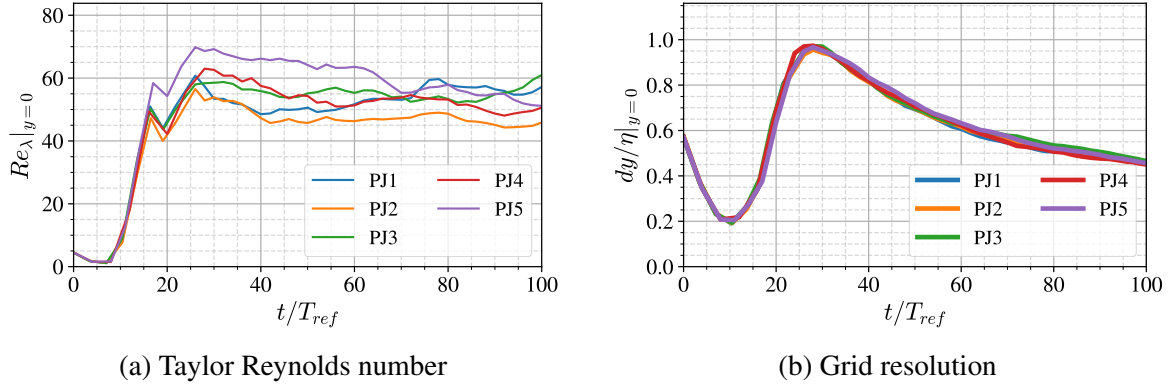 80
60
40
20
0
Re_λ|_{y=0}
0 20 40 60 80 100
t/T_{ref}
PJ1 PJ4
PJ2 PJ5
PJ3
(a) Taylor Reynolds number
1.0
0.8
0.6
0.4
0.2
0.0
dy/η|_{y=0}
0 20 40 60 80 100
t/T_{ref}
PJ1 PJ4
PJ2 PJ5
PJ3
(b) Grid resolution